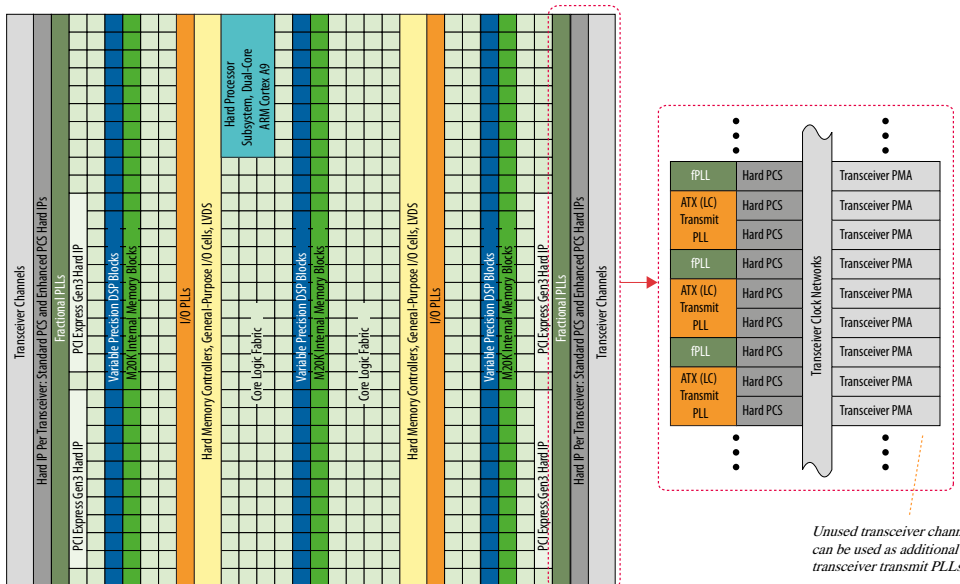 Transceiver Channels
Hard IP Per Transceiver: Standard PCS and Enhanced PCS Hard IPs
Fractional PLLs
PCI Express Gen3 Hard IP
PCI Express Gen3 Hard IP
Variable Precision DSP Blocks
M20K Internal Memory Blocks
I/O PLLs
Hard Memory Controllers, General-Purpose I/O Cells, LVDS
Hard Processor
Subsystem, Dual-Core
ARM Cortex A9
Core Logic Fabric
Variable Precision DSP Blocks
M20K Internal Memory Blocks
Core Logic Fabric
Hard Memory Controllers, General-Purpose I/O Cells, LVDS
I/O PLLs
Variable Precision DSP Blocks
M20K Internal Memory Blocks
PCI Express Gen3 Hard IP
PCI Express Gen3 Hard IP
Fractional PLLs
Hard IP Per Transceiver: Standard PCS and Enhanced PCS Hard IPs
Transceiver Channels
fPLL
ATX (LC)
Transmit
PLL
fPLL
ATX (LC)
Transmit
PLL
fPLL
ATX (LC)
Transmit
PLL
Hard PCS
Hard PCS
Hard PCS
Hard PCS
Hard PCS
Hard PCS
Hard PCS
Hard PCS
Hard PCS
Transceiver Clock Networks
Transceiver PMA
Transceiver PMA
Transceiver PMA
Transceiver PMA
Transceiver PMA
Transceiver PMA
Transceiver PMA
Transceiver PMA
Transceiver PMA
Unused transceiver chann
can be used as additional
transceiver transmit PLLs